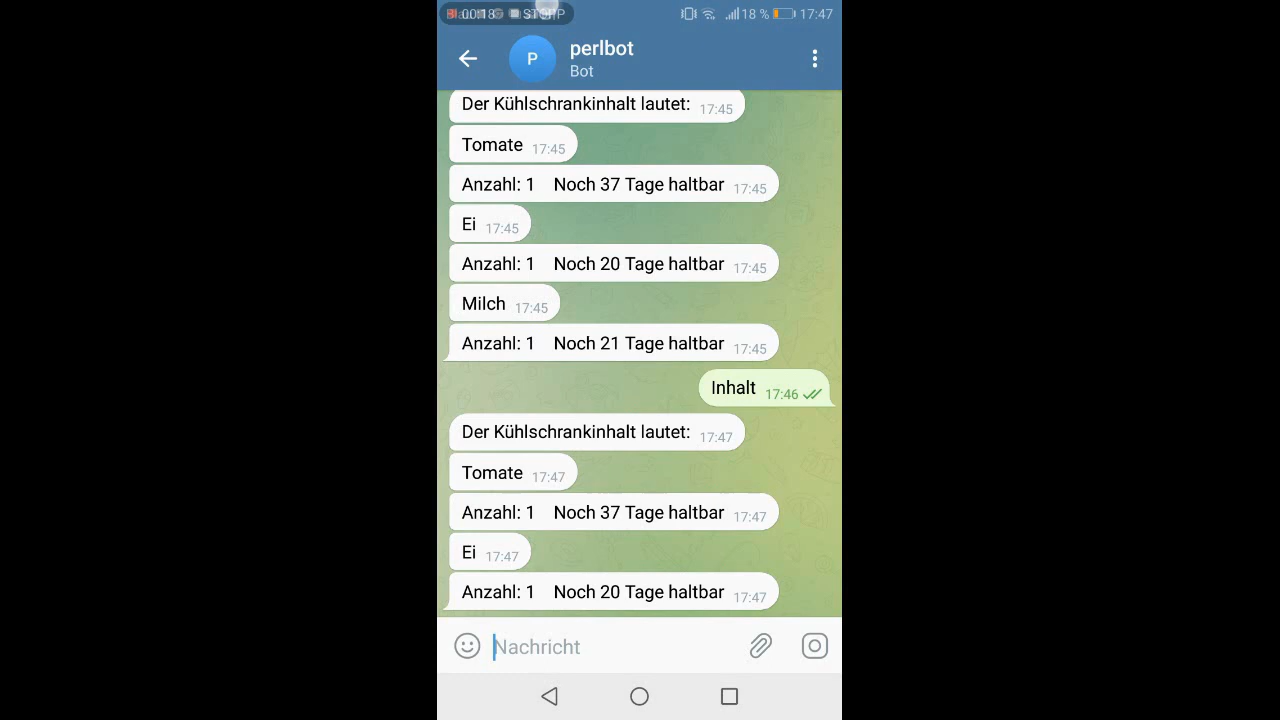 00:18 STOPP 18 % 17:47
P perlbot
Bot
Der Kühlschrankinhalt lautet: 17:45
Tomate 17:45
Anzahl: 1 Noch 37 Tage haltbar 17:45
Ei 17:45
Anzahl: 1 Noch 20 Tage haltbar 17:45
Milch 17:45
Anzahl: 1 Noch 21 Tage haltbar 17:45
Inhalt 17:46
Der Kühlschrankinhalt lautet: 17:47
Tomate 17:47
Anzahl: 1 Noch 37 Tage haltbar 17:47
Ei 17:47
Anzahl: 1 Noch 20 Tage haltbar 17:47
Nachricht